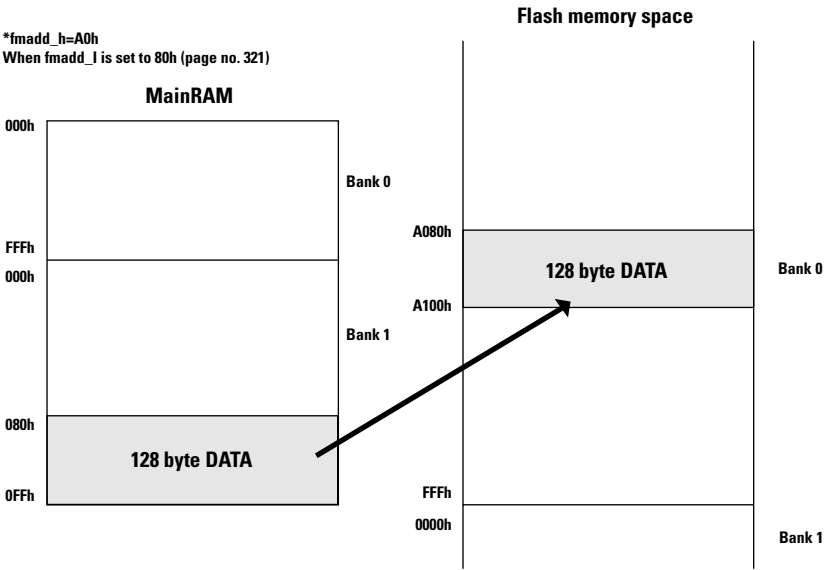 Flash memory space
*fmadd_h=A0h
When fmadd_l is set to 80h (page no. 321)
MainRAM
000h
Bank 0
FFFh
000h
Bank 1
080h
128 byte DATA
0FFh
A080h
128 byte DATA
Bank 0
A100h
FFFh
0000h
Bank 1